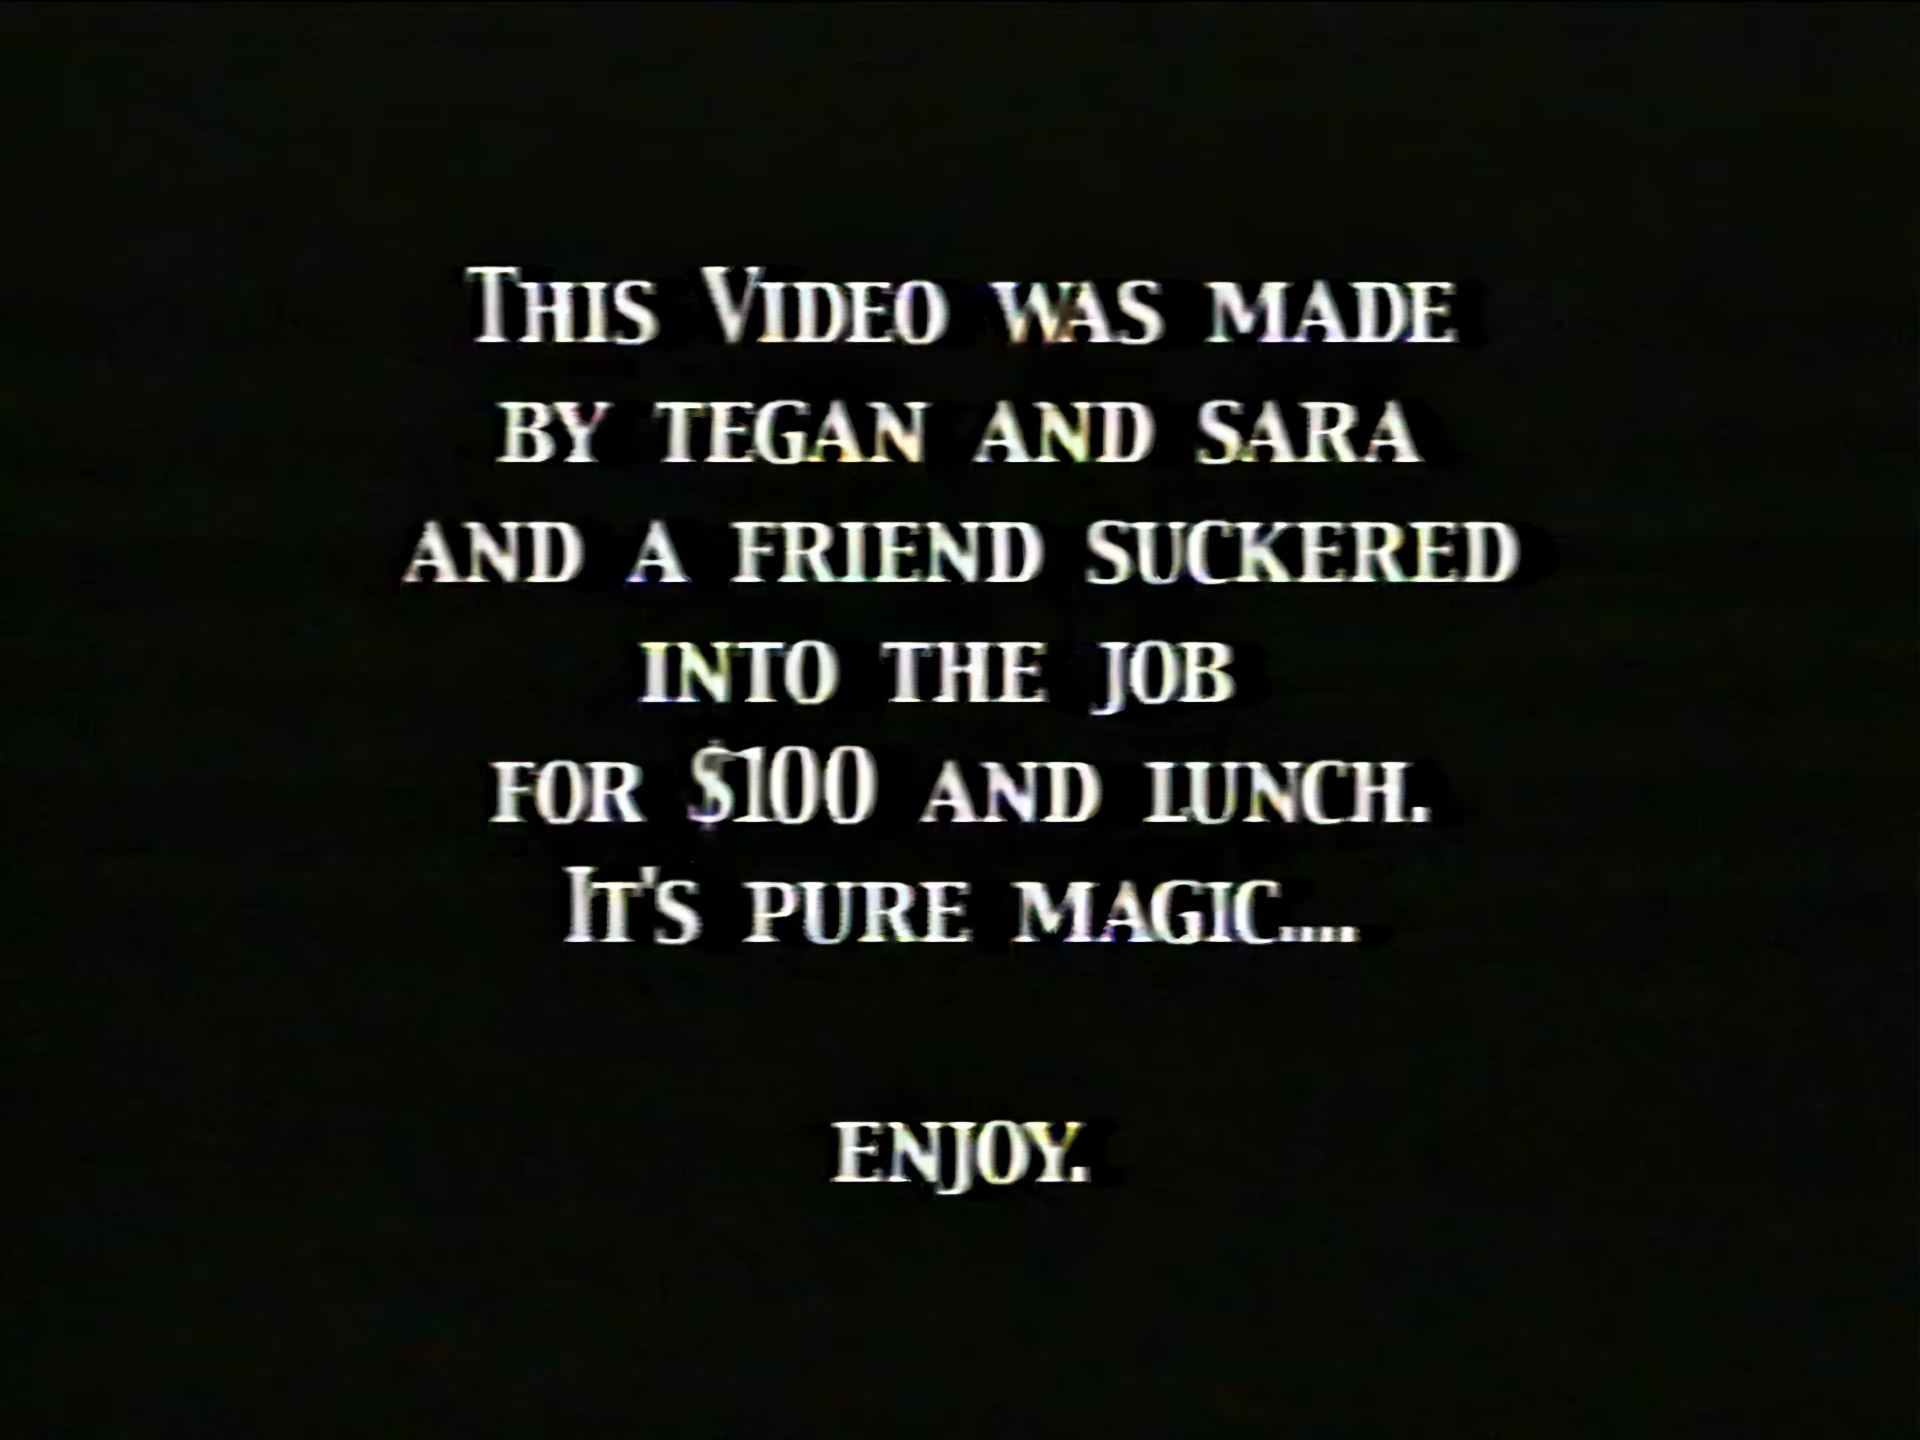 This Video was made
by tegan and sara
and a friend suckered
into the job
for $100 and lunch.
It's pure magic....
enjoy.